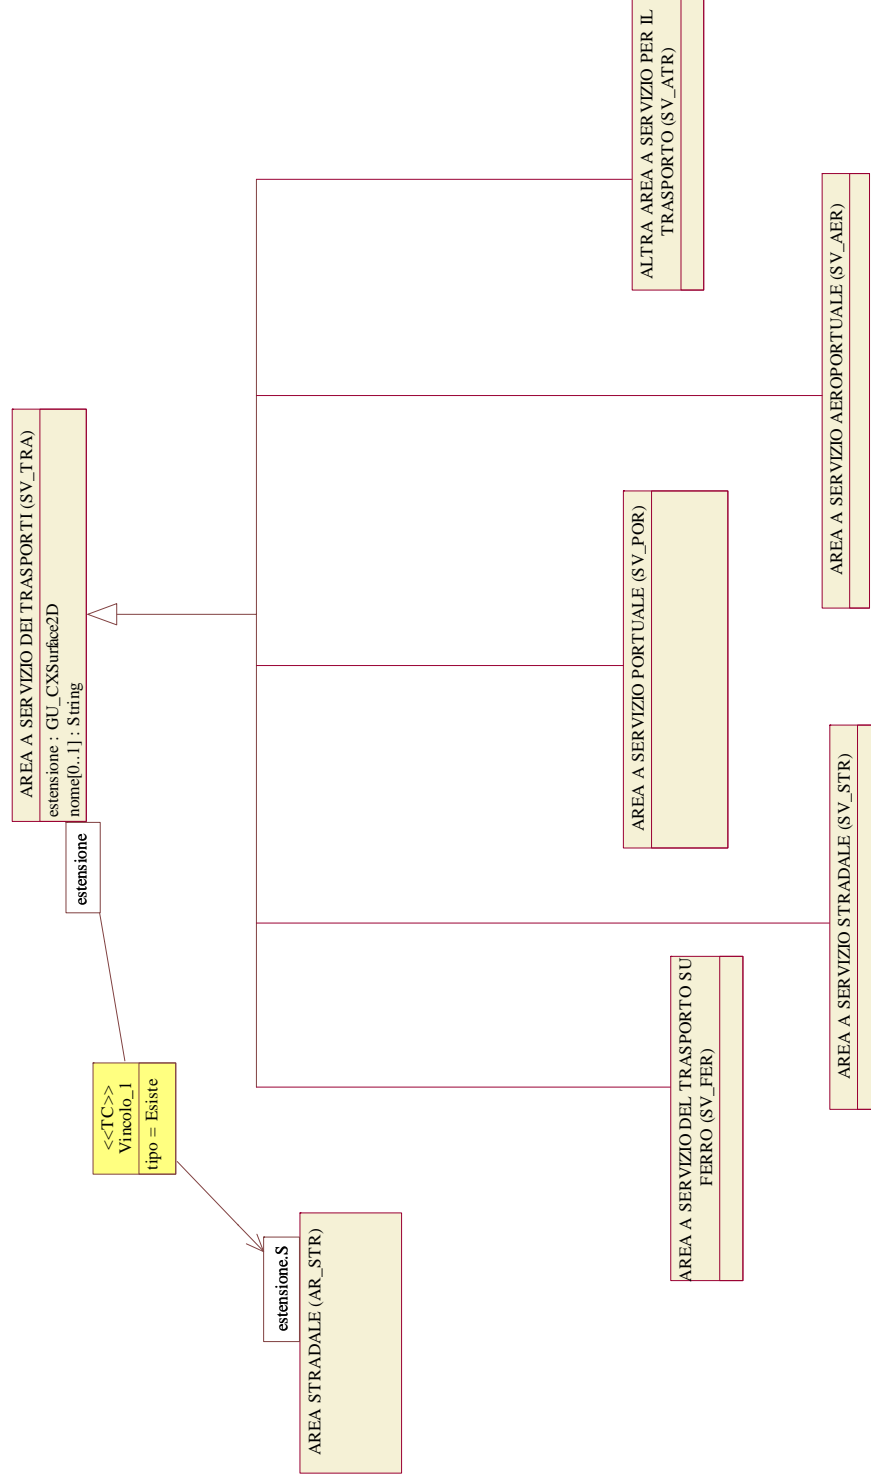 AREA A SERVIZIO DEI TRASPORTI (SV_TRA)
estensione : GU_CXSurface2D
nome[0..1] : String
estensione
<<TC>>
Vincolo_1
tipo = Esiste
estensione.S
AREA STRADALE (AR_STR)
AREA A SERVIZIO DEL TRASPORTO SU
FERRO (SV_FER)
AREA A SERVIZIO STRADALE (SV_STR)
AREA A SERVIZIO PORTUALE (SV_POR)
AREA A SERVIZIO AEROPORTUALE (SV_AER)
ALTRA AREA A SERVIZIO PER IL
TRASPORTO (SV_ATR)